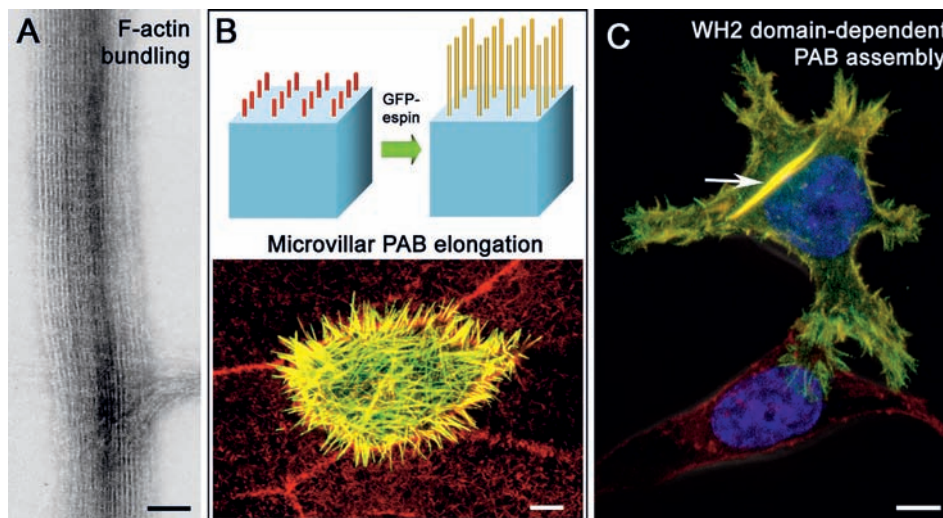 A
F-actin
bundling
B
GFP-
espin
Microvillar PAB elongation
C
WH2 domain-dependent
PAB assembly